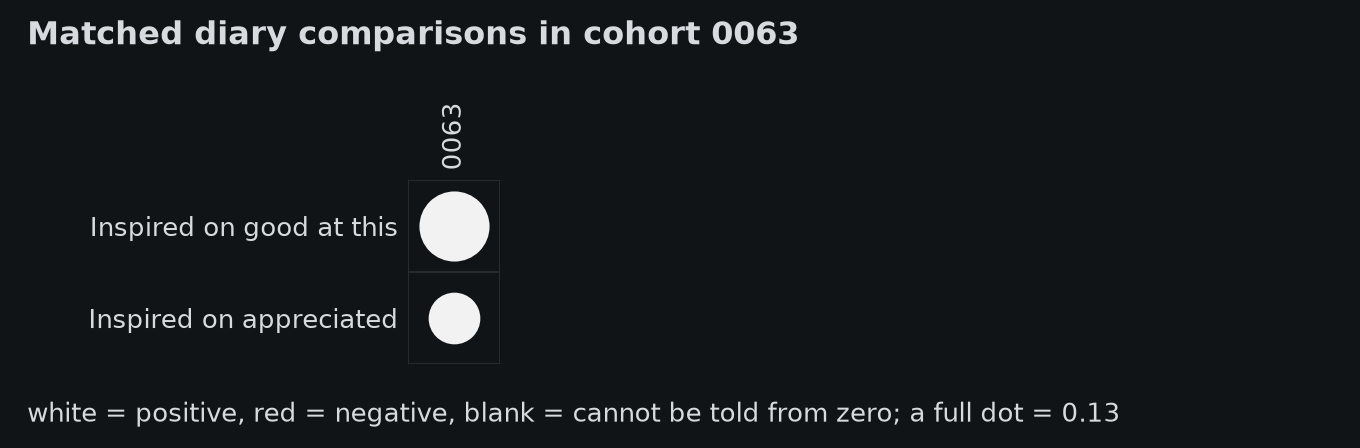 Matched diary comparisons in cohort 0063
0063
Inspired on good at this
Inspired on appreciated
white = positive, red = negative, blank = cannot be told from zero; a full dot = 0.13